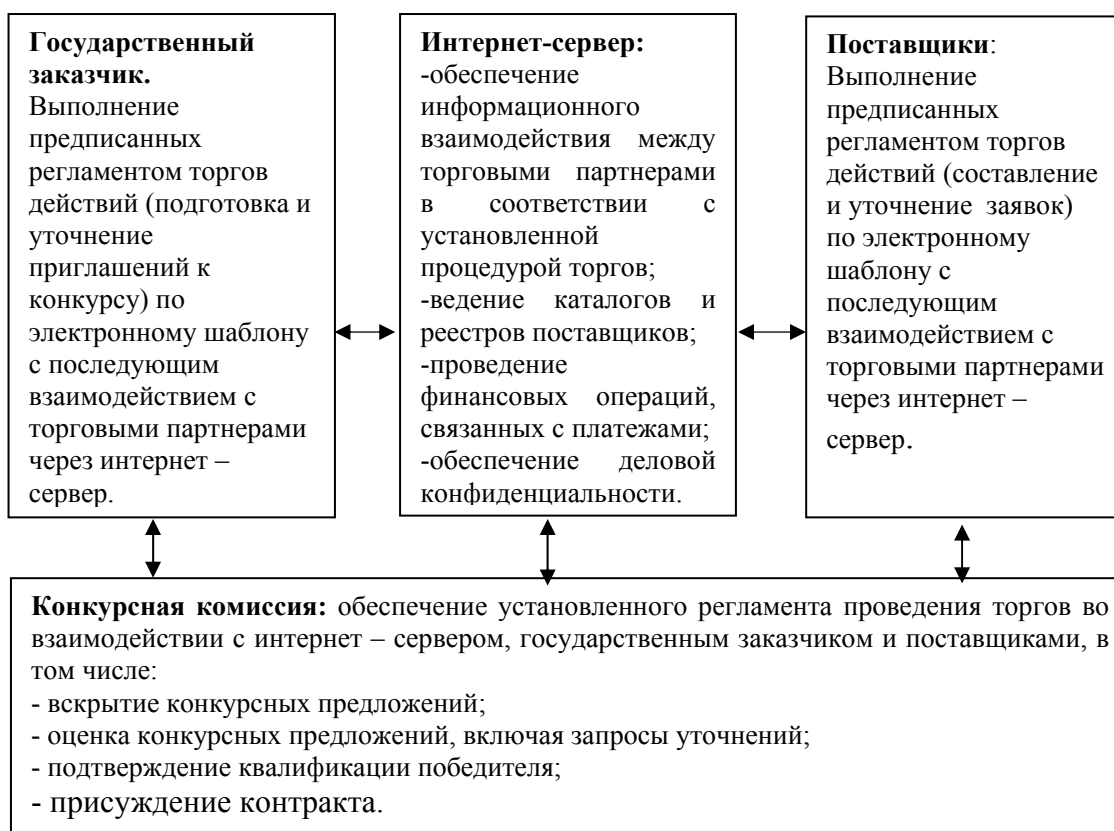 Государственный
заказчик.
Выполнение
предписанных
регламентом торгов
действий (подготовка и
уточнение
приглашений к
конкурсу) по
электронному шаблону
с последующим
взаимодействием с
торговыми партнерами
через интернет –
сервер.
Интернет-сервер:
-обеспечение
информационного
взаимодействия между
торговыми партнерами
в соответствии с
установленной
процедурой торгов;
-ведение каталогов и
реестров поставщиков;
-проведение
финансовых операций,
связанных с платежами;
-обеспечение деловой
конфиденциальности.
Поставщики:
Выполнение
предписанных
регламентом торгов
действий (составление
и уточнение заявок)
по электронному
шаблону с
последующим
взаимодействием с
торговыми партнерами
через интернет –
сервер.
Конкурсная комиссия: обеспечение установленного регламента проведения торгов во
взаимодействии с интернет – сервером, государственным заказчиком и поставщиками, в
том числе:
- вскрытие конкурсных предложений;
- оценка конкурсных предложений, включая запросы уточнений;
- подтверждение квалификации победителя;
- присуждение контракта.